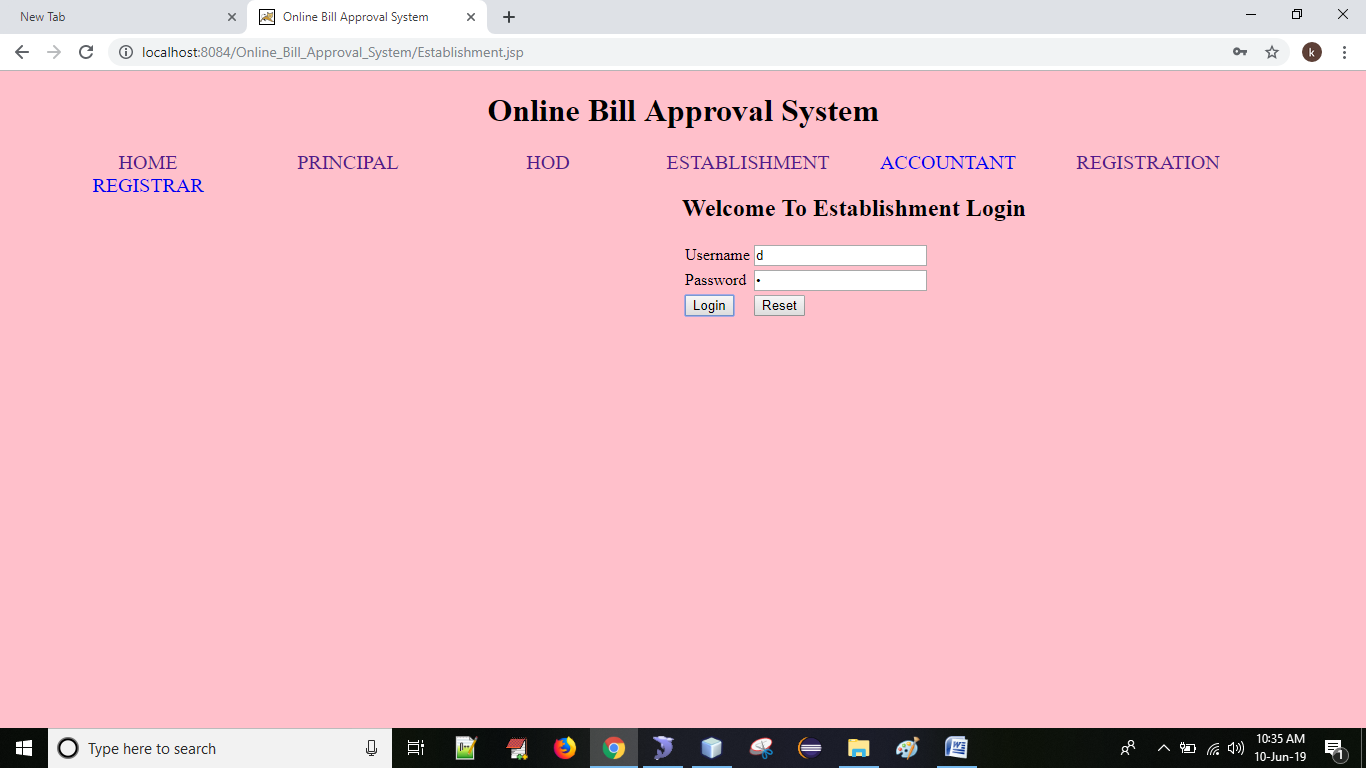 New Tab
Online Bill Approval System
localhost:8084/Online_Bill_Approval_System/Establishment.jsp
k
Online Bill Approval System
HOME PRINCIPAL HOD ESTABLISHMENT ACCOUNTANT REGISTRATION
REGISTRAR
Welcome To Establishment Login
Username d
Password •
Login Reset
Type here to search
10:35 AM
10-Jun-19
1